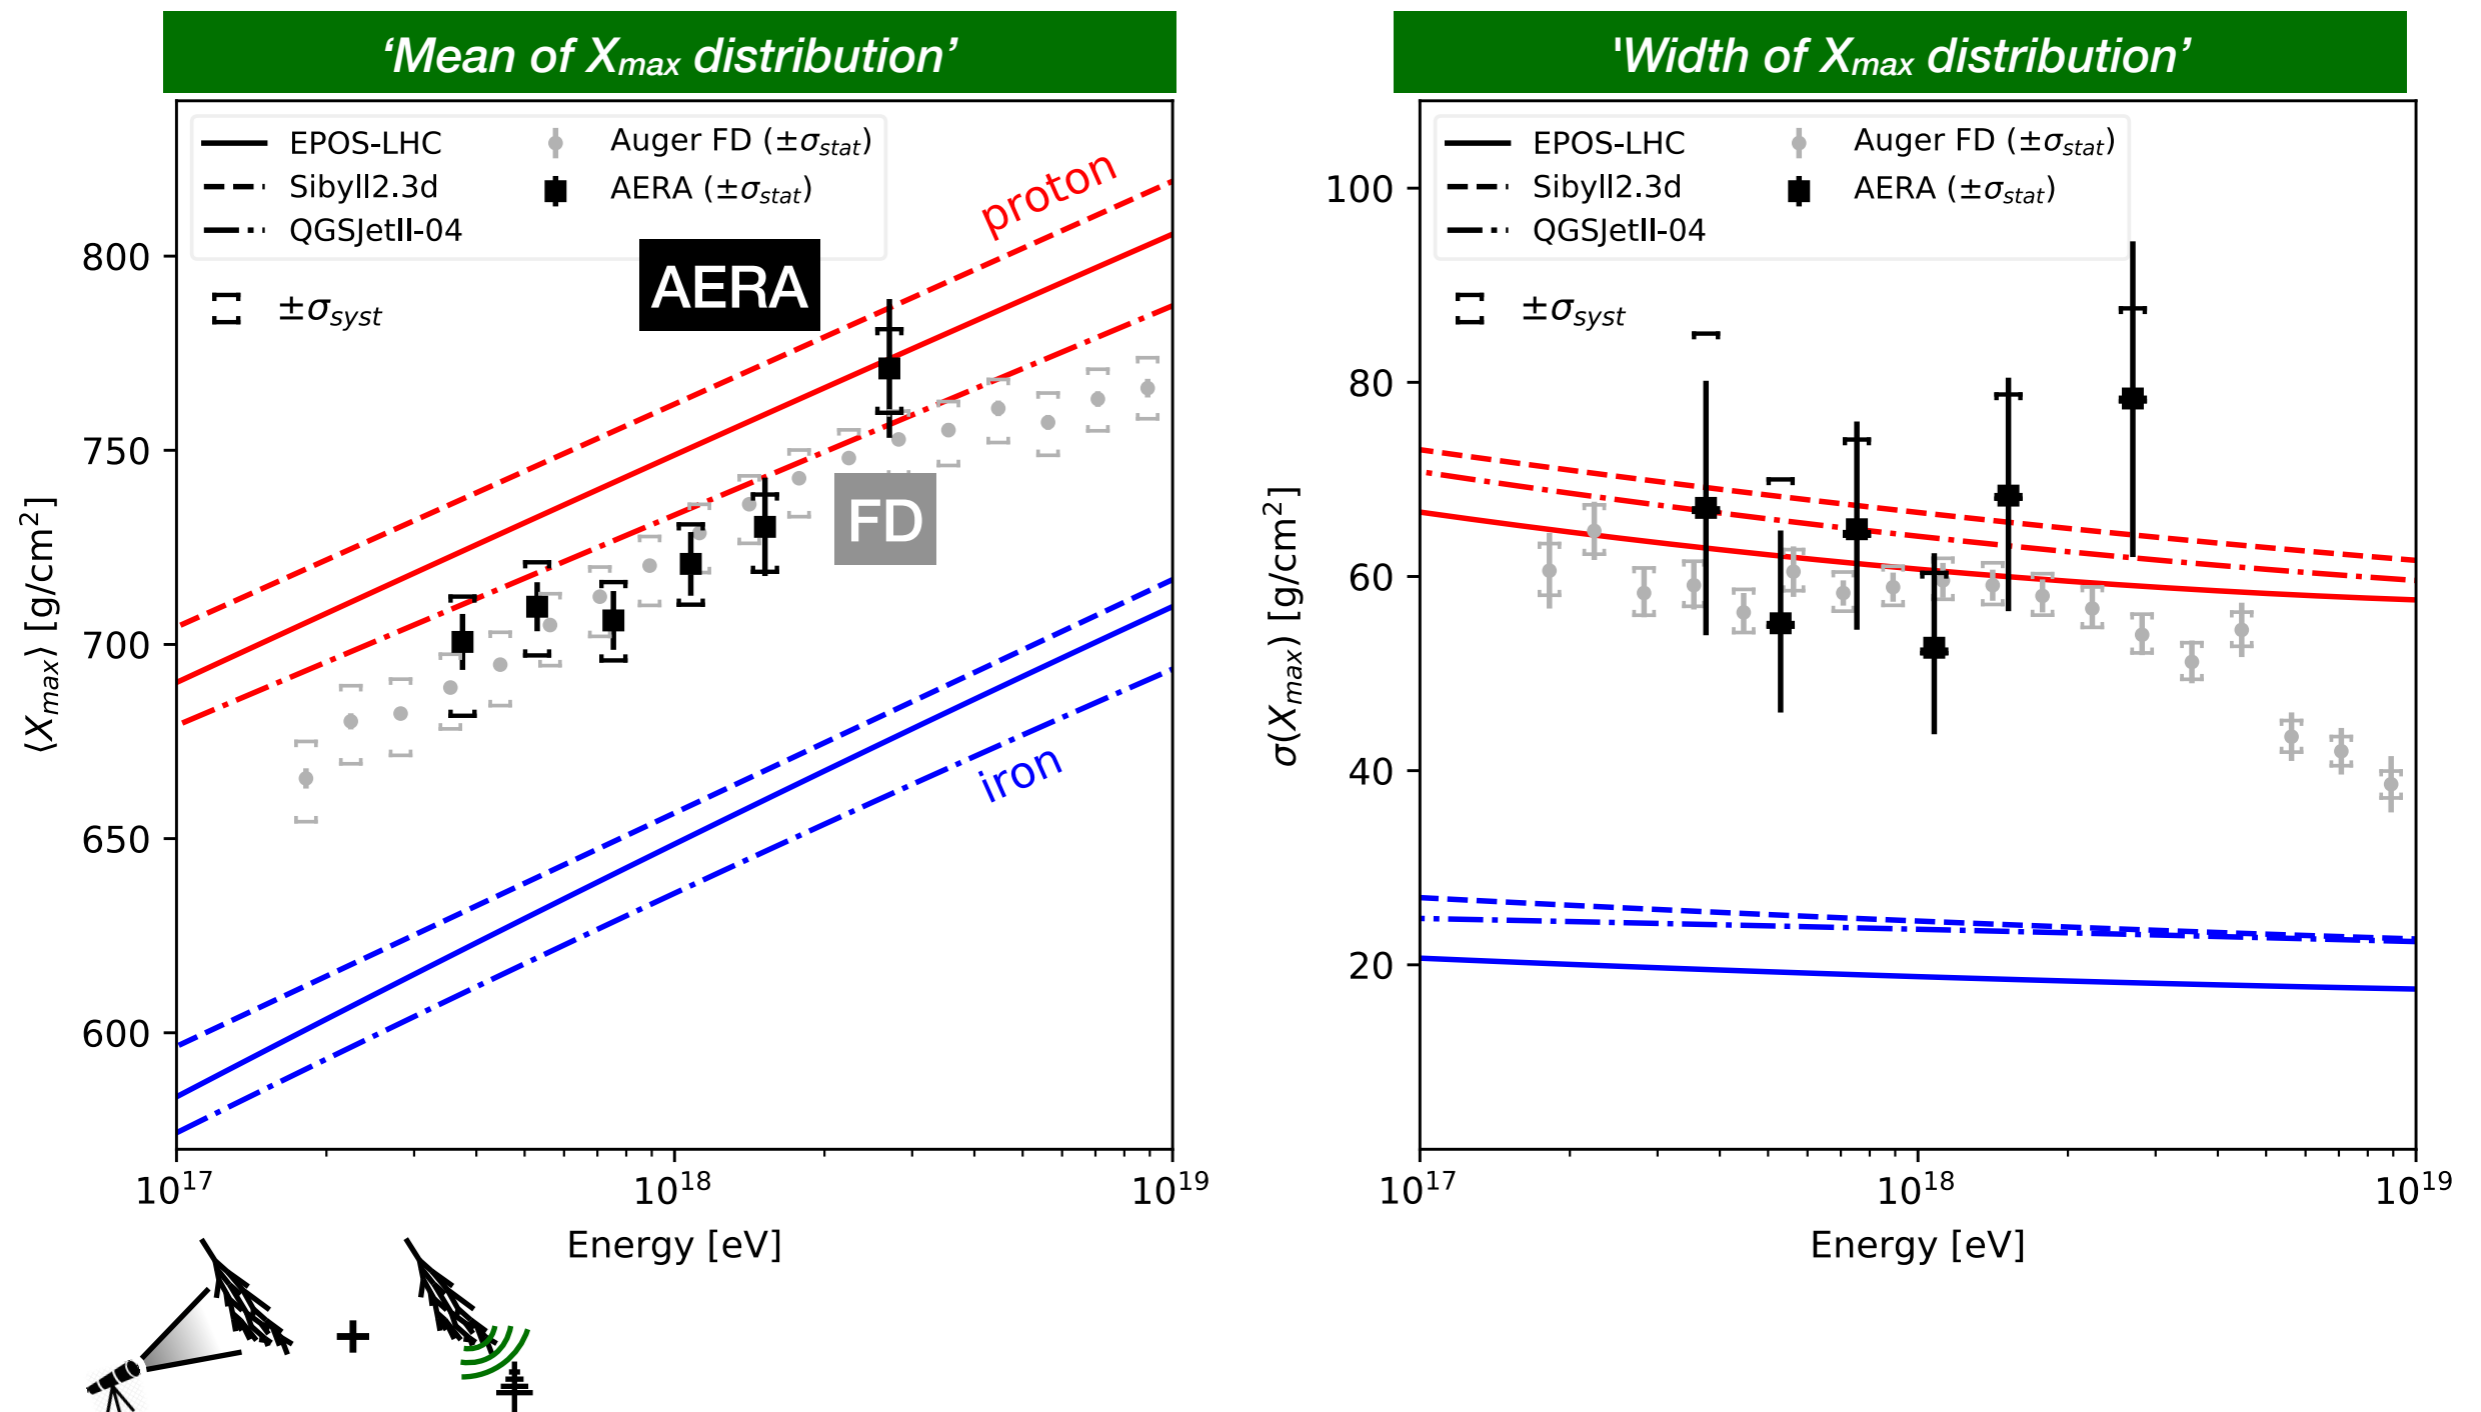 ‘Mean of Xmax distribution’
EPOS-LHC
Sibyll2.3d
QGSJetII-04
Auger FD (±σstat)
AERA (±σstat)
±σsyst
AERA
FD
proton
iron
800
750
700
650
600
⟨Xmax⟩ [g/cm²]
10¹⁷
10¹⁸
10¹⁹
Energy [eV]
+
'Width of Xmax distribution’
EPOS-LHC
Sibyll2.3d
QGSJetII-04
Auger FD (±σstat)
AERA (±σstat)
±σsyst
100
80
60
40
20
σ(Xmax) [g/cm²]
10¹⁷
10¹⁸
10¹⁹
Energy [eV]